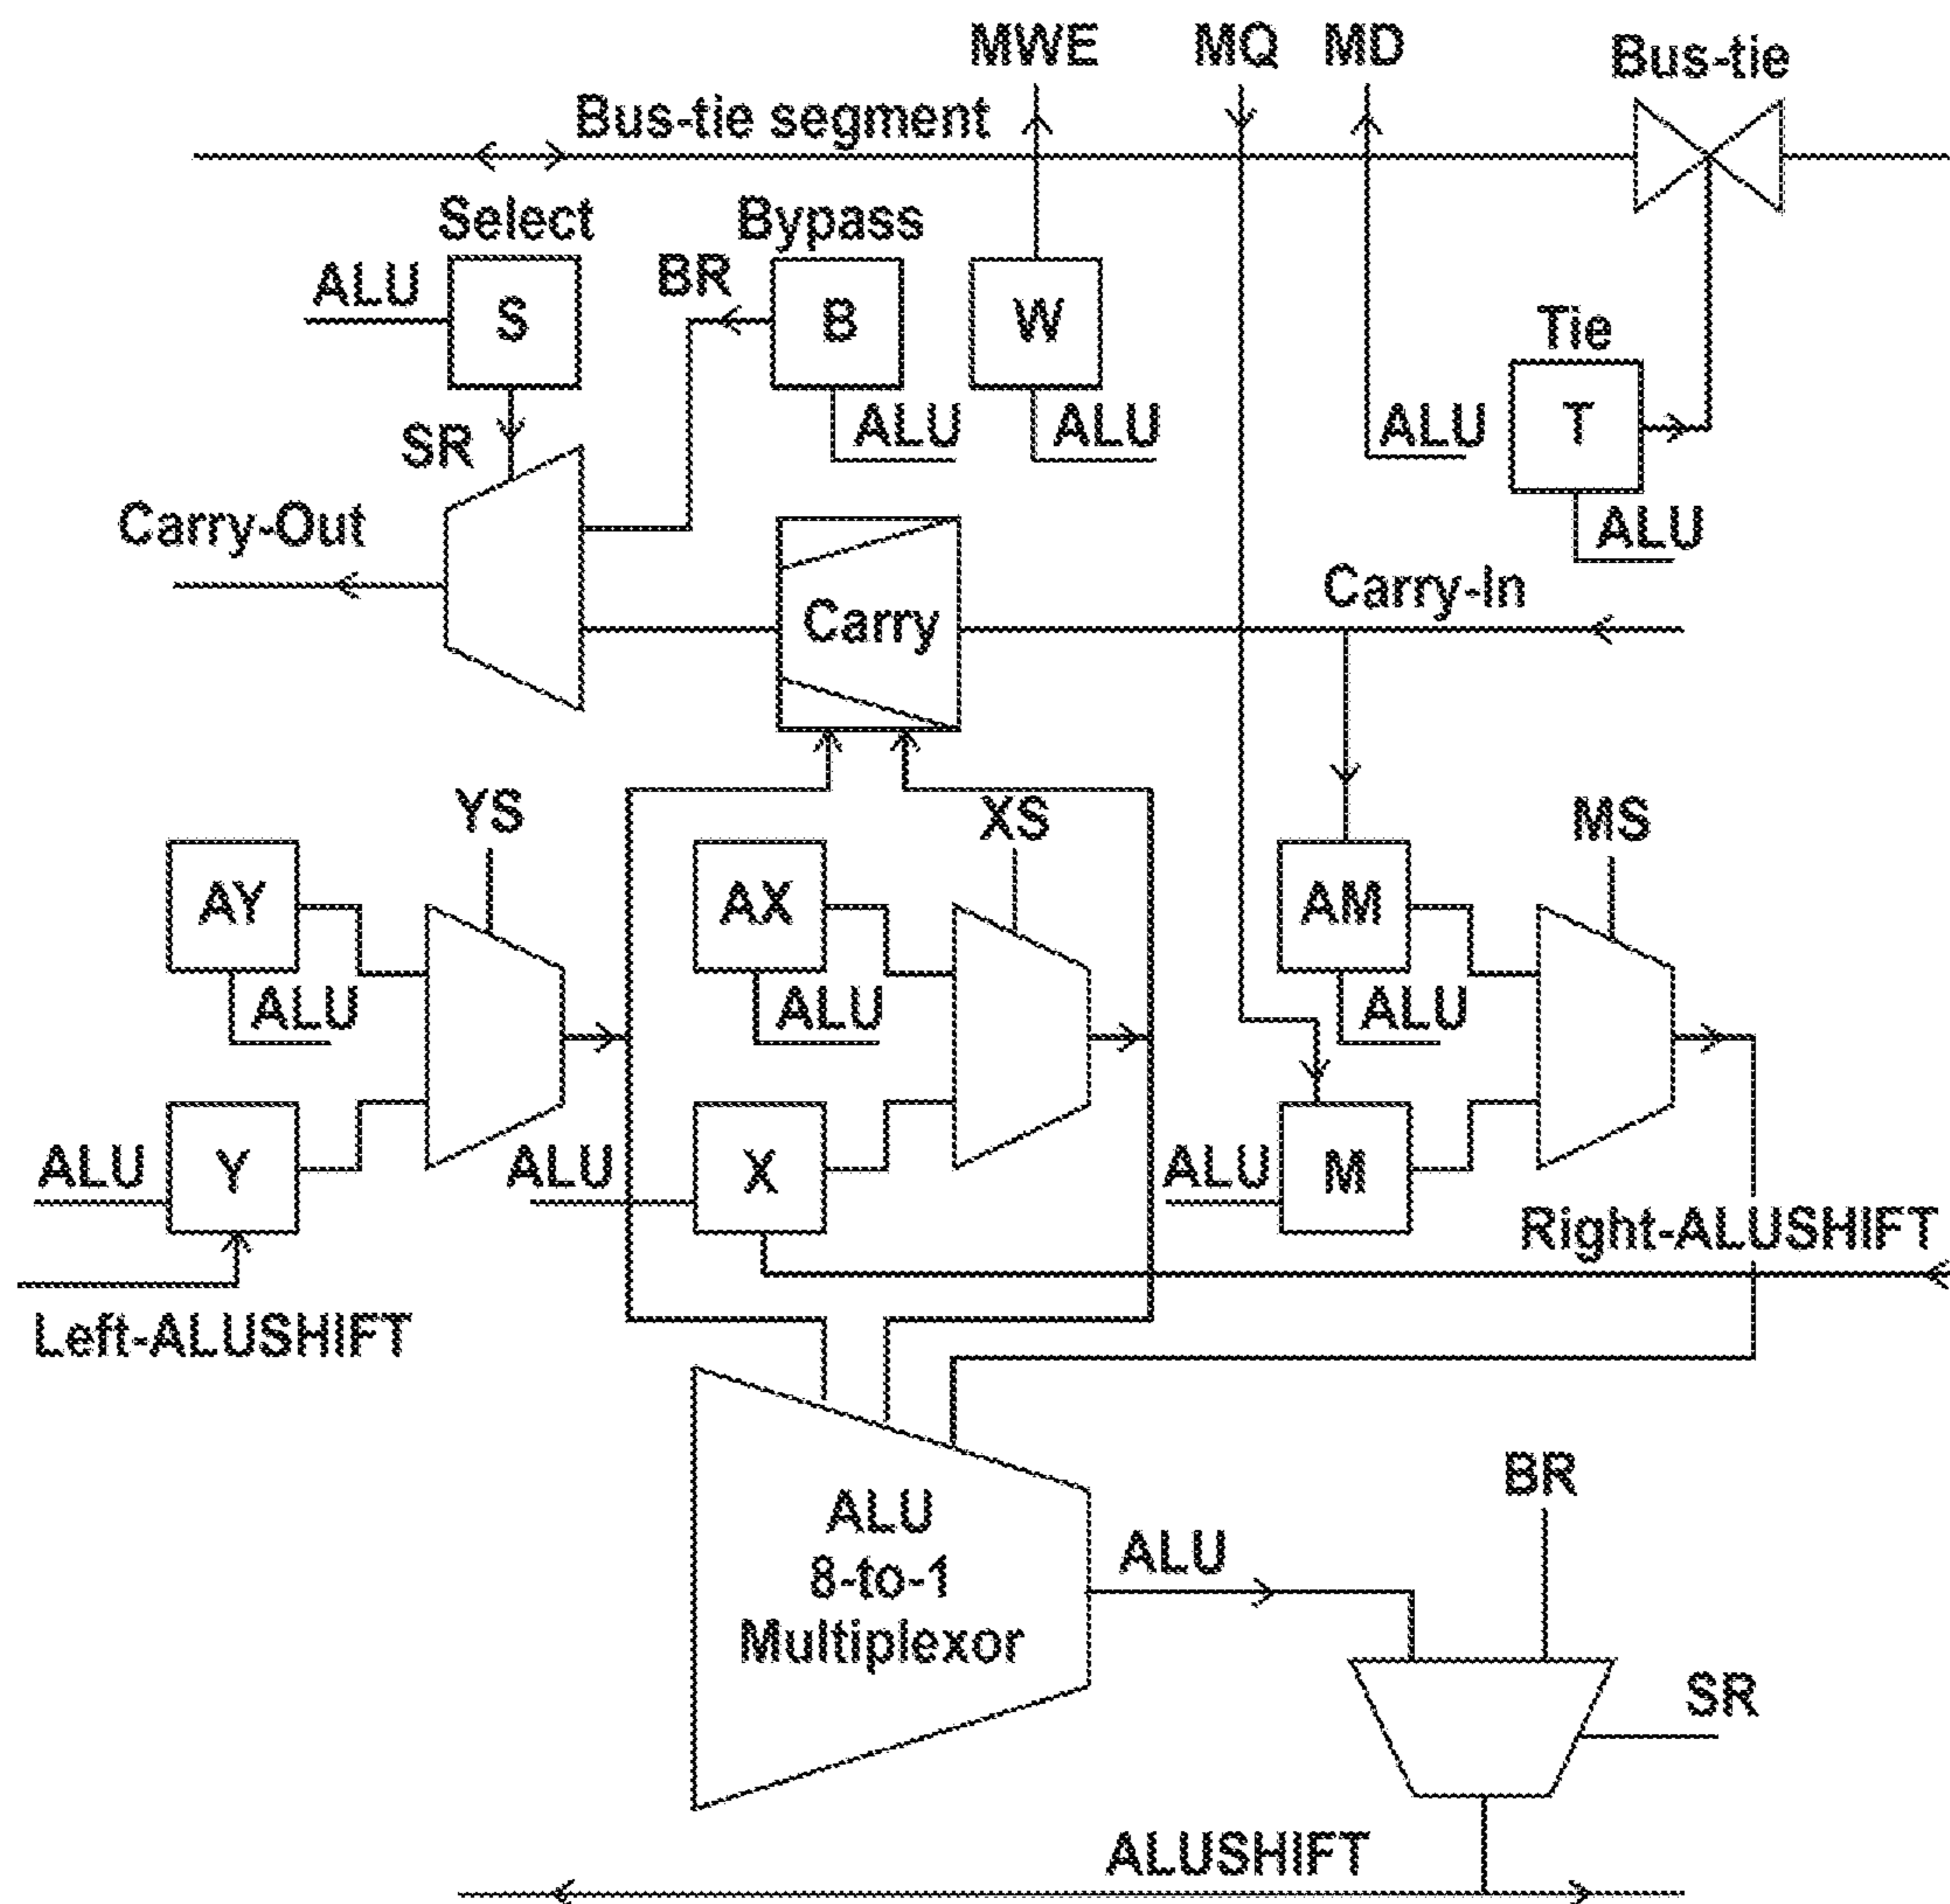 MWE
MQ
MD
Bus-tie
Bus-tie segment
Select
Bypass
ALU
S
BR
B
W
Tie
T
SR
ALU
ALU
ALU
ALU
Carry-Out
Carry
Carry-In
YS
XS
MS
AY
AX
AM
ALU
ALU
ALU
ALU
Y
ALU
X
ALU
M
Right-ALUSHIFT
Left-ALUSHIFT
ALU
8-to-1
Multiplexor
ALU
BR
SR
ALUSHIFT